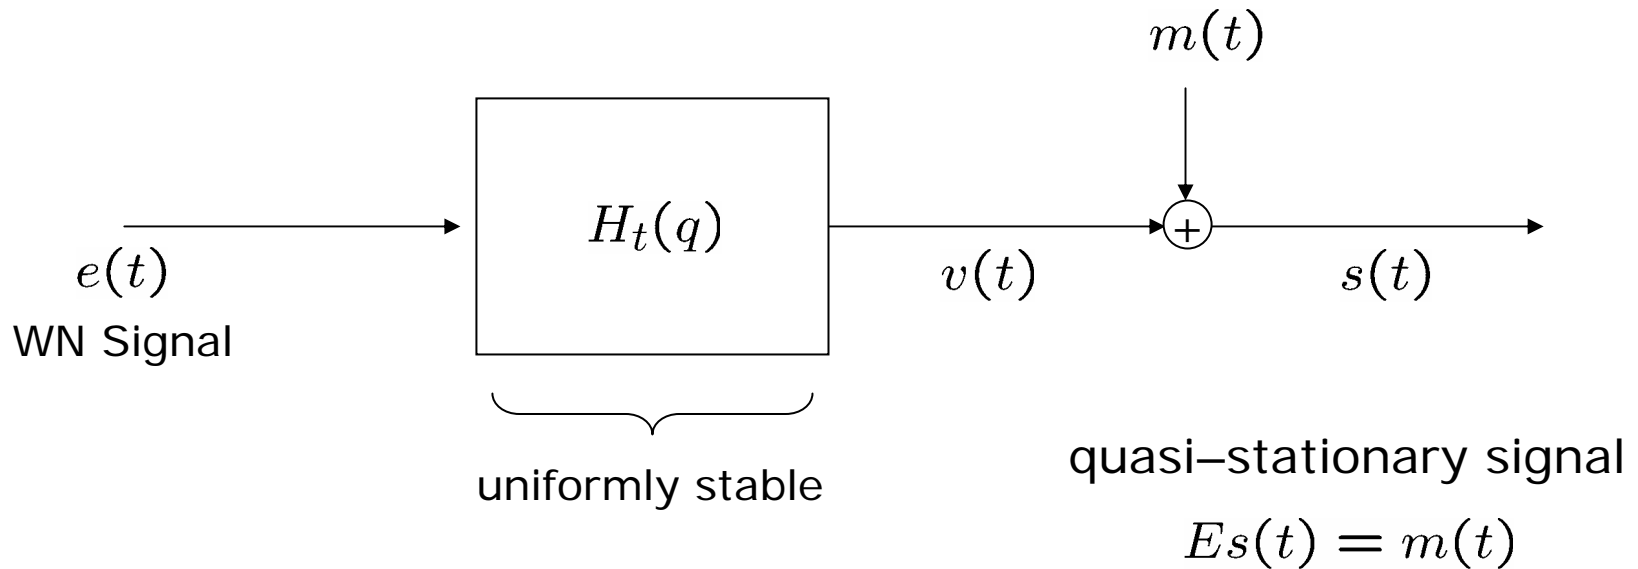 m(t)
H_t(q)
+
e(t)
v(t)
s(t)
WN Signal
uniformly stable
quasi–stationary signal
Es(t) = m(t)